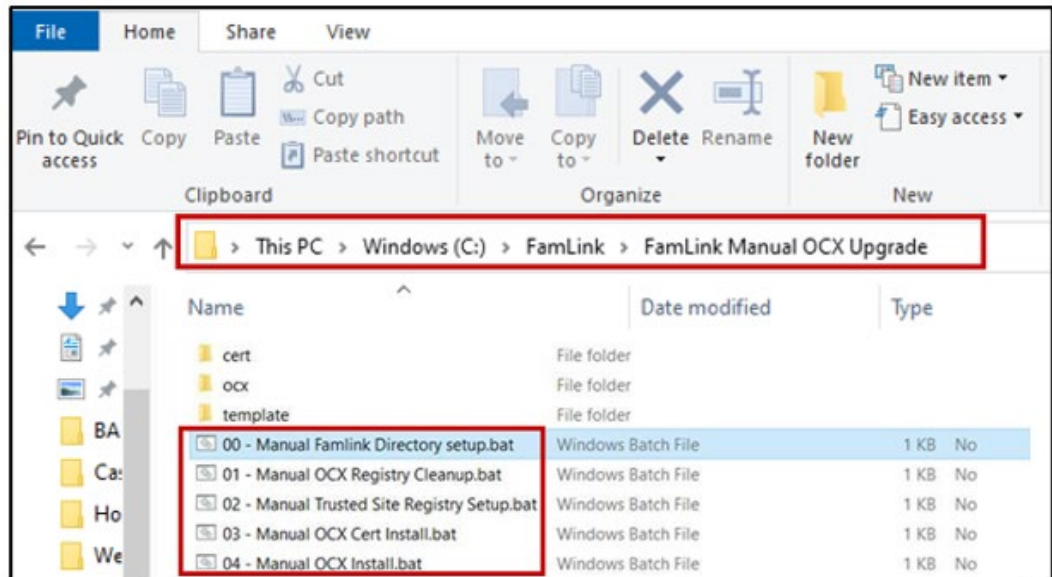 File Home Share View
Pin to Quick access
Copy
Paste
Cut
Copy path
Paste shortcut
Clipboard
Move to
Copy to
Delete
Rename
Organize
New folder
New item
Easy access
New
> This PC > Windows (C:) > FamLink > FamLink Manual OCX Upgrade
Name Date modified Type
cert File folder
ocx File folder
template File folder
00 - Manual Famlink Directory setup.bat Windows Batch File 1 KB No
01 - Manual OCX Registry Cleanup.bat Windows Batch File 1 KB No
02 - Manual Trusted Site Registry Setup.bat Windows Batch File 1 KB No
03 - Manual OCX Cert Install.bat Windows Batch File 1 KB No
04 - Manual OCX Install.bat Windows Batch File 1 KB No
BA
Ca
Ho
We